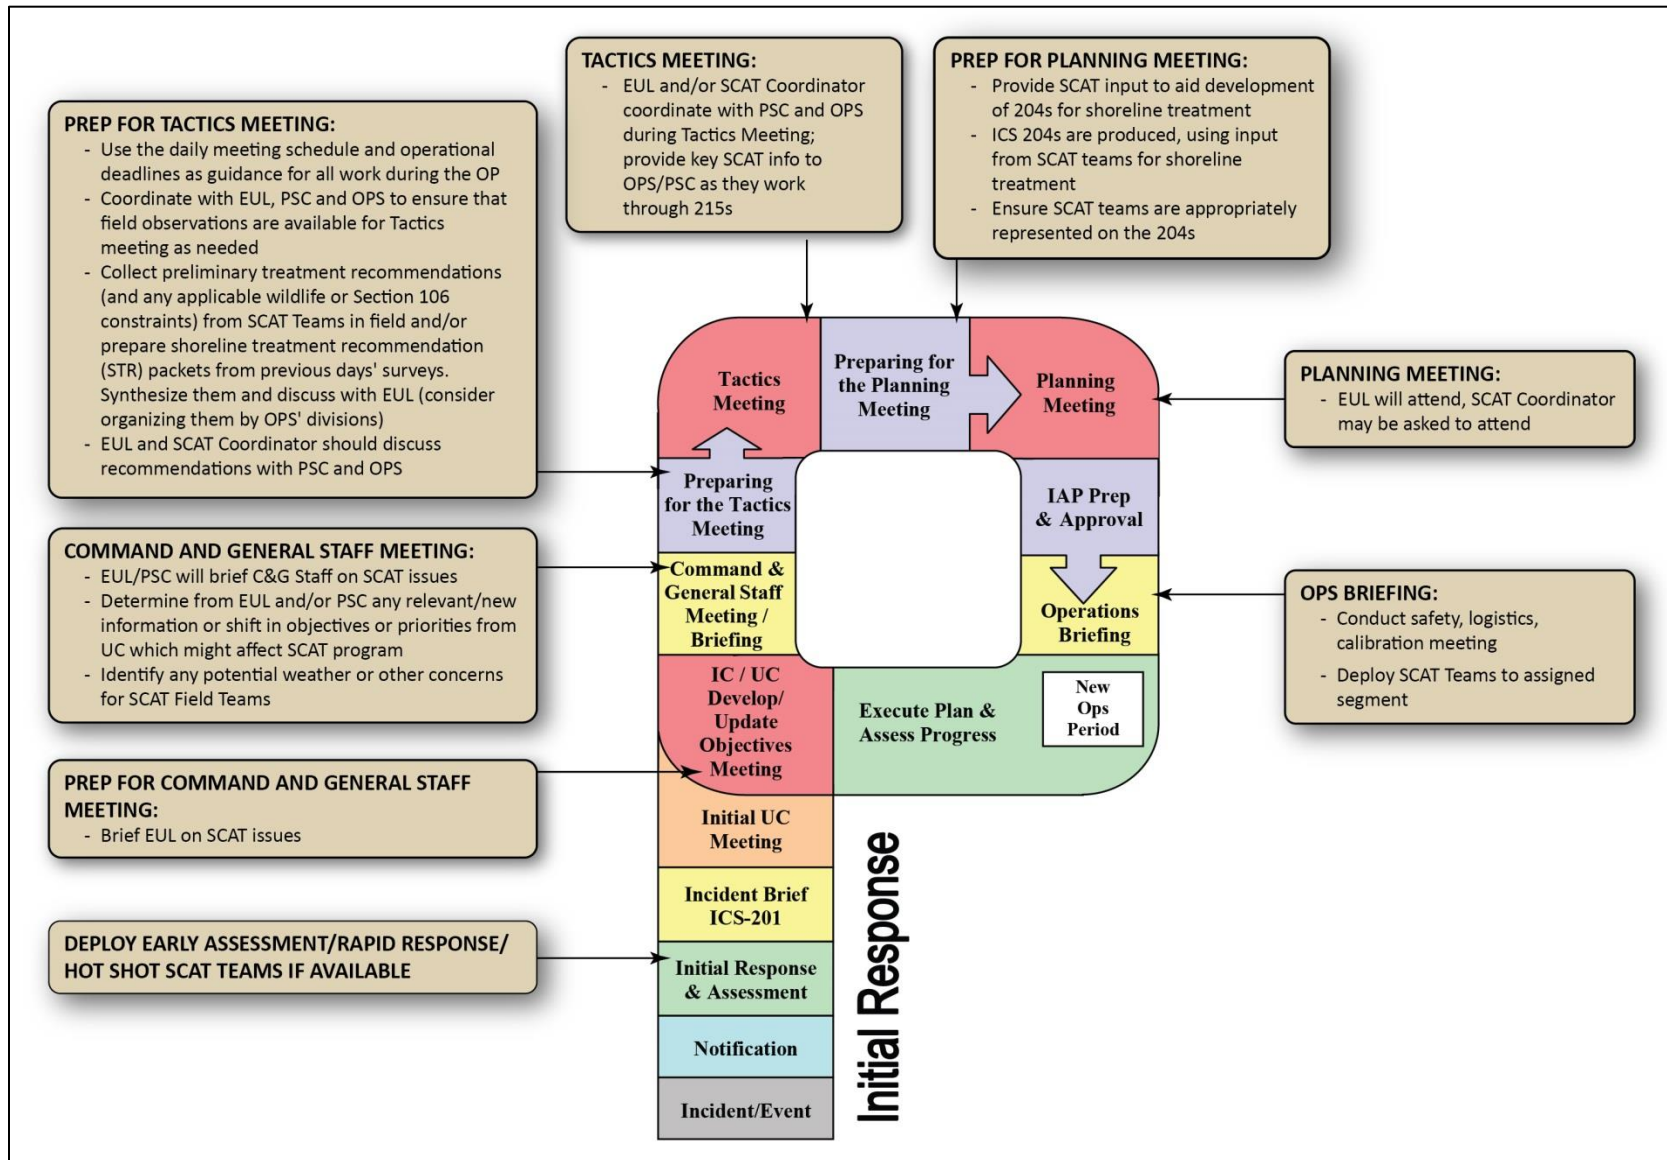 TACTICS MEETING:
- EUL and/or SCAT Coordinator
coordinate with PSC and OPS
during Tactics Meeting;
provide key SCAT info to
OPS/PSC as they work
through 215s
PREP FOR PLANNING MEETING:
- Provide SCAT input to aid development
of 204s for shoreline treatment
- ICS 204s are produced, using input
from SCAT teams for shoreline
treatment
- Ensure SCAT teams are appropriately
represented on the 204s
PREP FOR TACTICS MEETING:
- Use the daily meeting schedule and operational
deadlines as guidance for all work during the OP
- Coordinate with EUL, PSC and OPS to ensure that
field observations are available for Tactics
meeting as needed
- Collect preliminary treatment recommendations
(and any applicable wildlife or Section 106
constraints) from SCAT Teams in field and/or
prepare shoreline treatment recommendation
(STR) packets from previous days' surveys.
Synthesize them and discuss with EUL (consider
organizing them by OPS' divisions)
- EUL and SCAT Coordinator should discuss
recommendations with PSC and OPS
COMMAND AND GENERAL STAFF MEETING:
- EUL/PSC will brief C&G Staff on SCAT issues
- Determine from EUL and/or PSC any relevant/new
information or shift in objectives or priorities from
UC which might affect SCAT program
- Identify any potential weather or other concerns
for SCAT Field Teams
PREP FOR COMMAND AND GENERAL STAFF
MEETING:
- Brief EUL on SCAT issues
DEPLOY EARLY ASSESSMENT/RAPID RESPONSE/
HOT SHOT SCAT TEAMS IF AVAILABLE
PLANNING MEETING:
- EUL will attend, SCAT Coordinator
may be asked to attend
OPS BRIEFING:
- Conduct safety, logistics,
calibration meeting
- Deploy SCAT Teams to assigned
segment
Tactics
Meeting
Preparing for
the Planning
Meeting
Planning
Meeting
Preparing
for the Tactics
Meeting
IAP Prep
& Approval
Command &
General Staff
Meeting /
Briefing
Operations
Briefing
IC / UC
Develop/
Update
Objectives
Meeting
Execute Plan &
Assess Progress
New
Ops
Period
Initial UC
Meeting
Incident Brief
ICS-201
Initial Response
& Assessment
Notification
Incident/Event
Initial Response